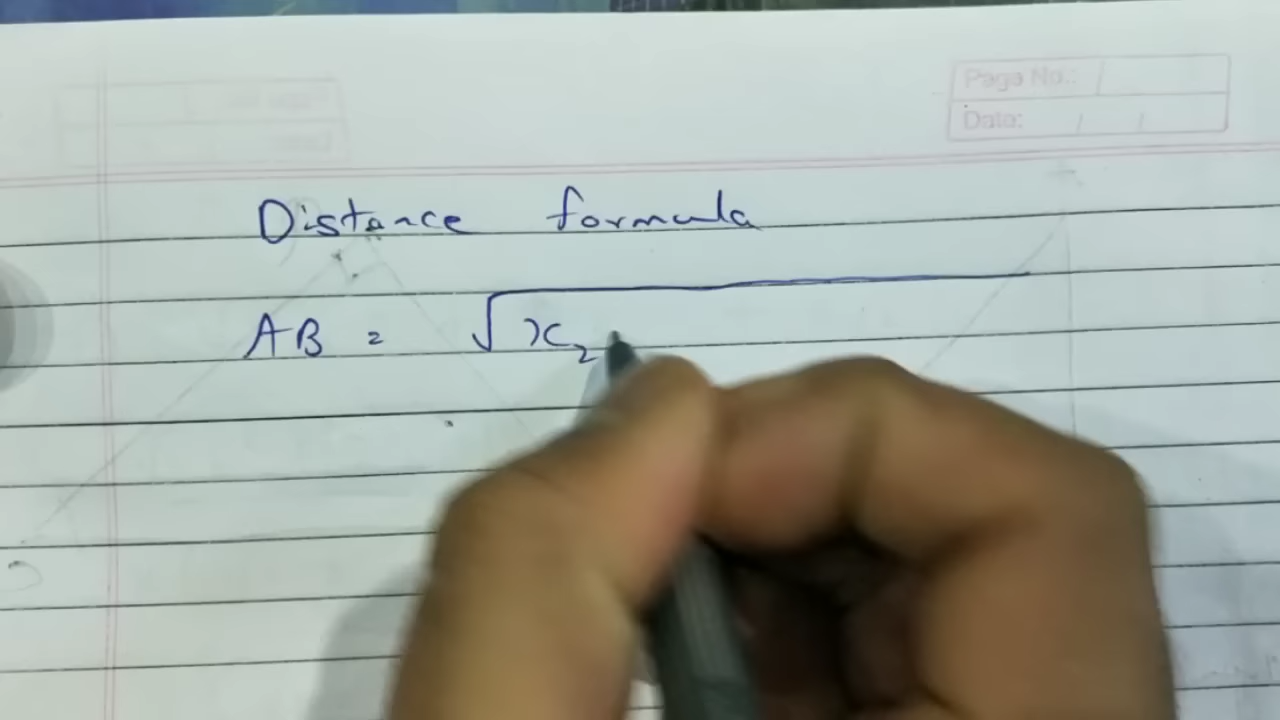 Page No.:
Date: / /
Distance formula
AB = √x₂